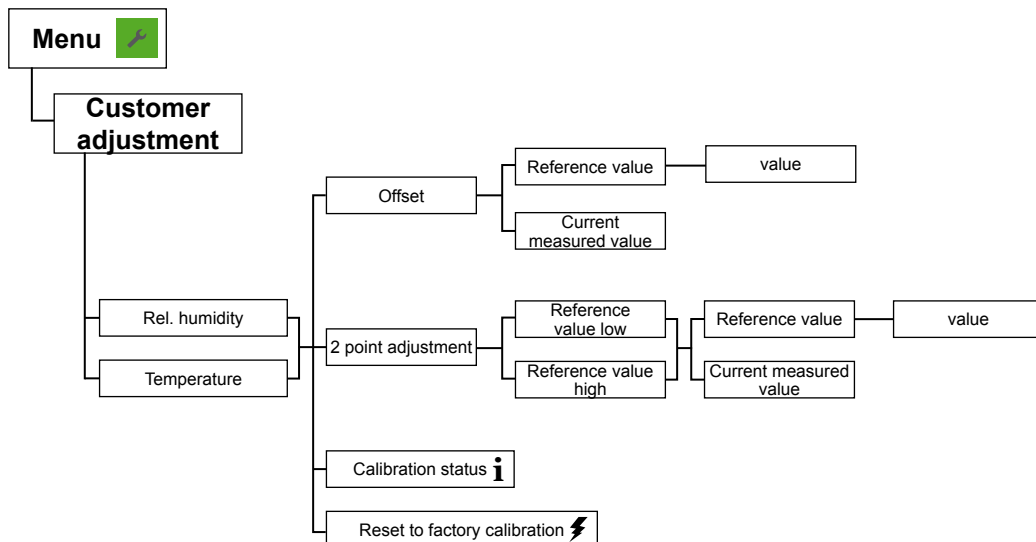 Menu
Customer
adjustment
Offset
Reference value
value
Current
measured value
Rel. humidity
Temperature
2 point adjustment
Reference
value low
Reference value
high
Reference value
value
Current measured
value
Calibration status i
Reset to factory calibration